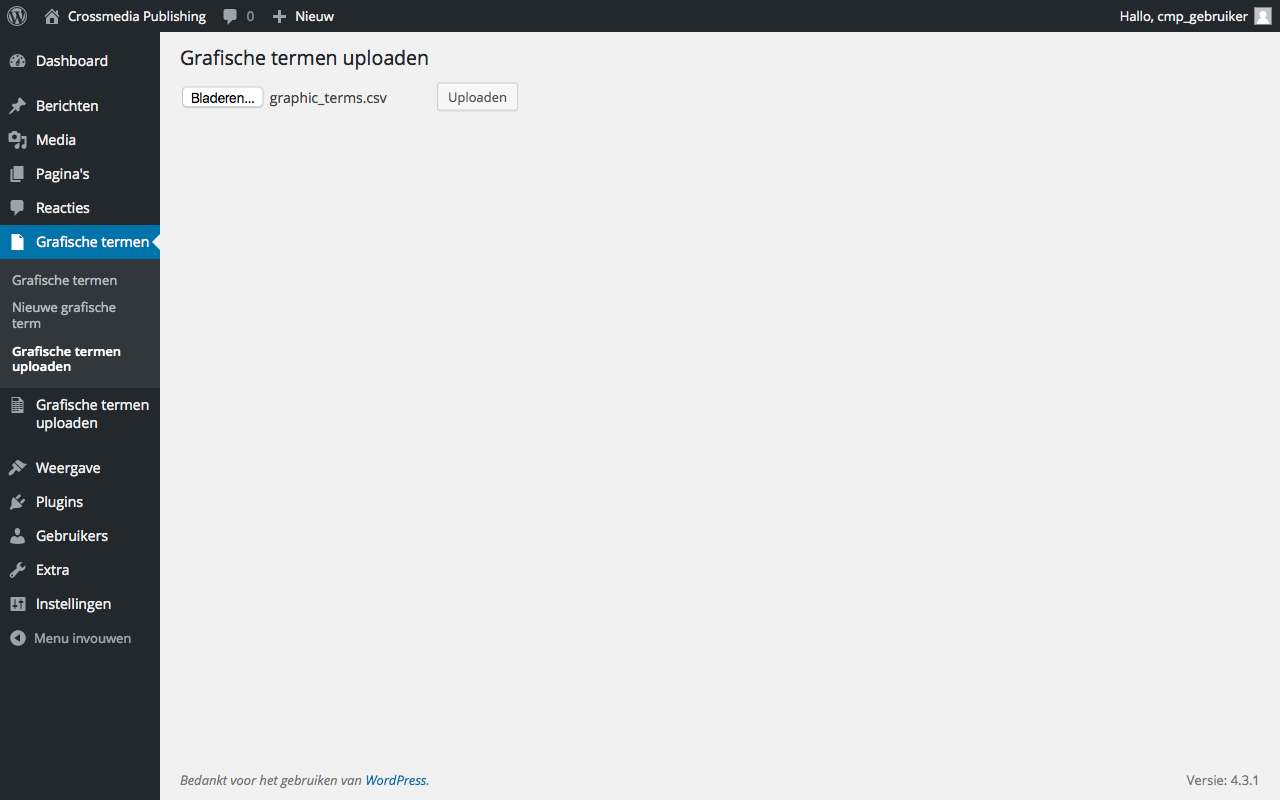 Crossmedia Publishing 0 Nieuw Hallo, cmp_gebruiker
Dashboard
Berichten
Media
Pagina's
Reacties
Grafische termen
Grafische termen
Nieuwe grafische
term
Grafische termen
uploaden
Grafische termen
uploaden
Weergave
Plugins
Gebruikers
Extra
Instellingen
Menu invouwen
Grafische termen uploaden
Bladeren... graphic_terms.csv Uploaden
Bedankt voor het gebruiken van WordPress. Versie: 4.3.1